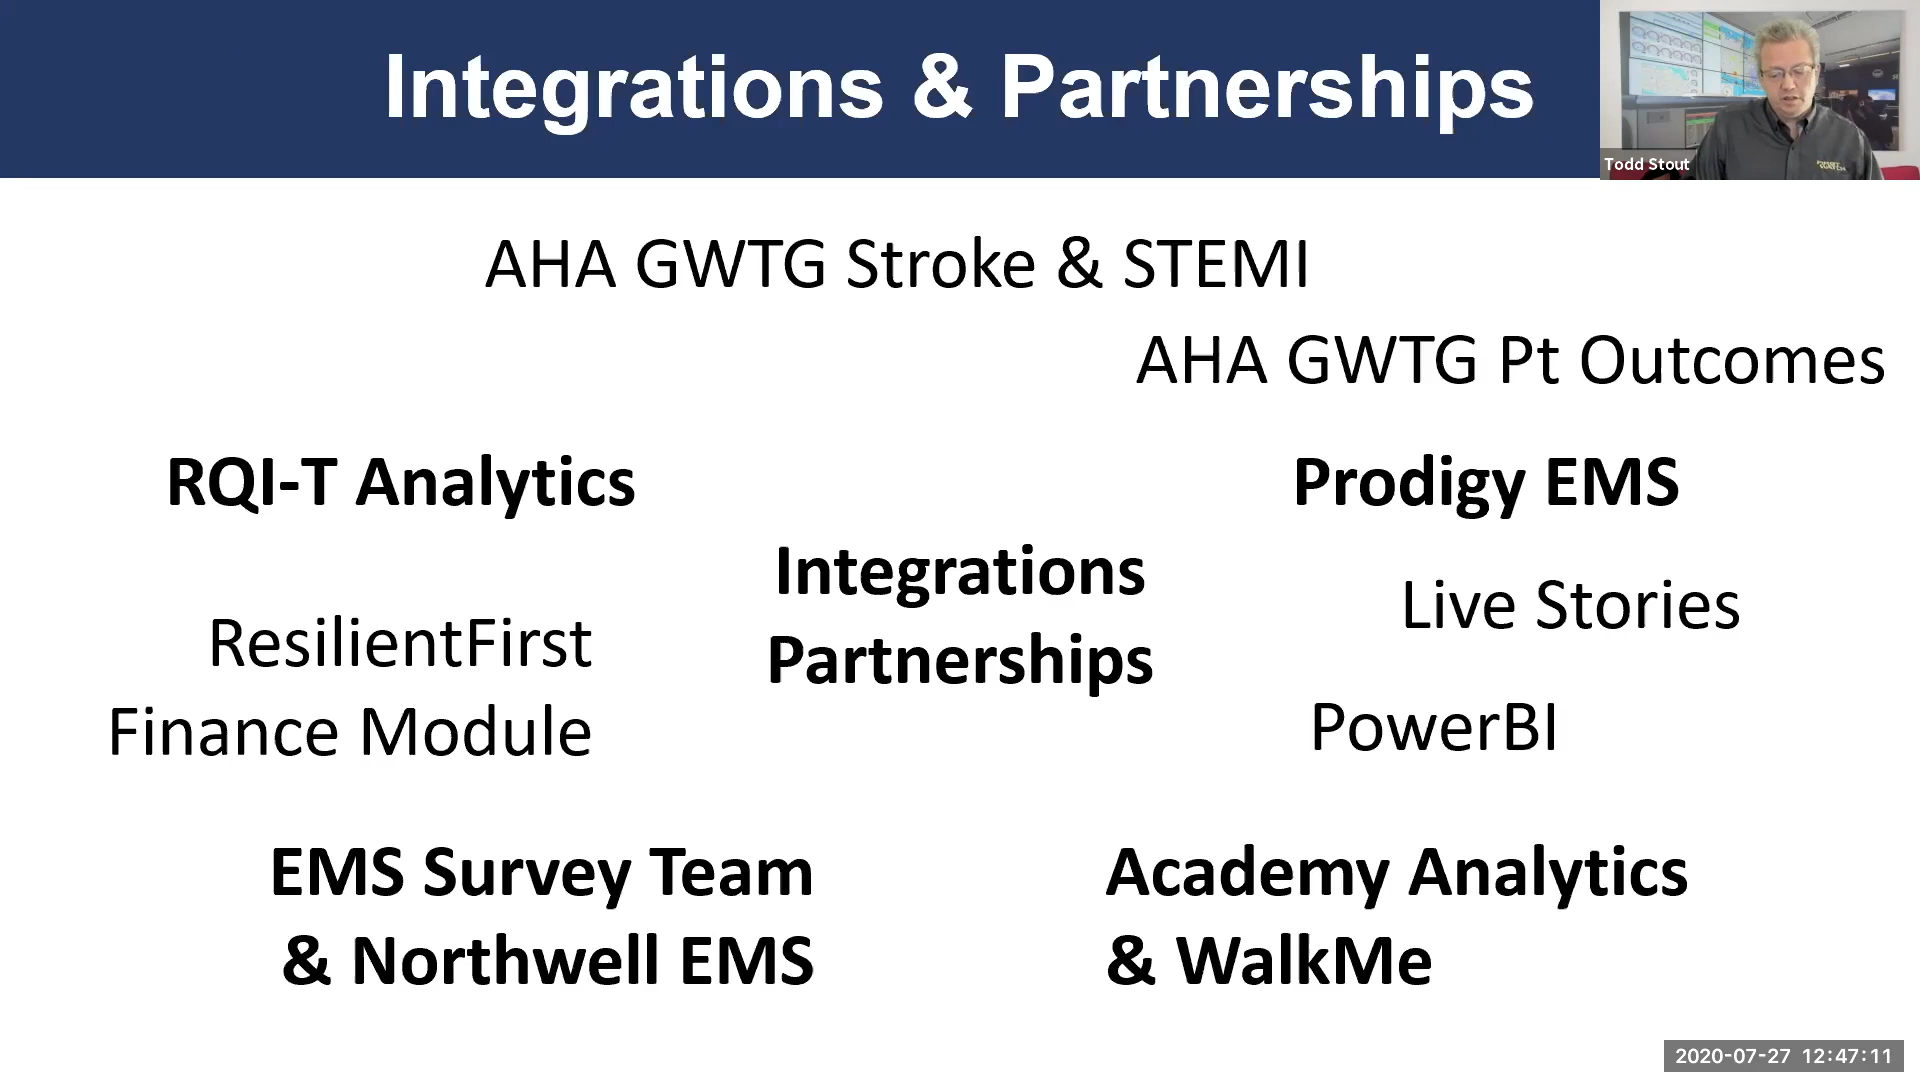 Integrations & Partnerships
Todd Stout
AHA GWTG Stroke & STEMI
AHA GWTG Pt Outcomes
RQI-T Analytics
Prodigy EMS
Integrations
Partnerships
Live Stories
ResilientFirst
Finance Module
PowerBI
EMS Survey Team
& Northwell EMS
Academy Analytics
& WalkMe
2020-07-27 12:47:11